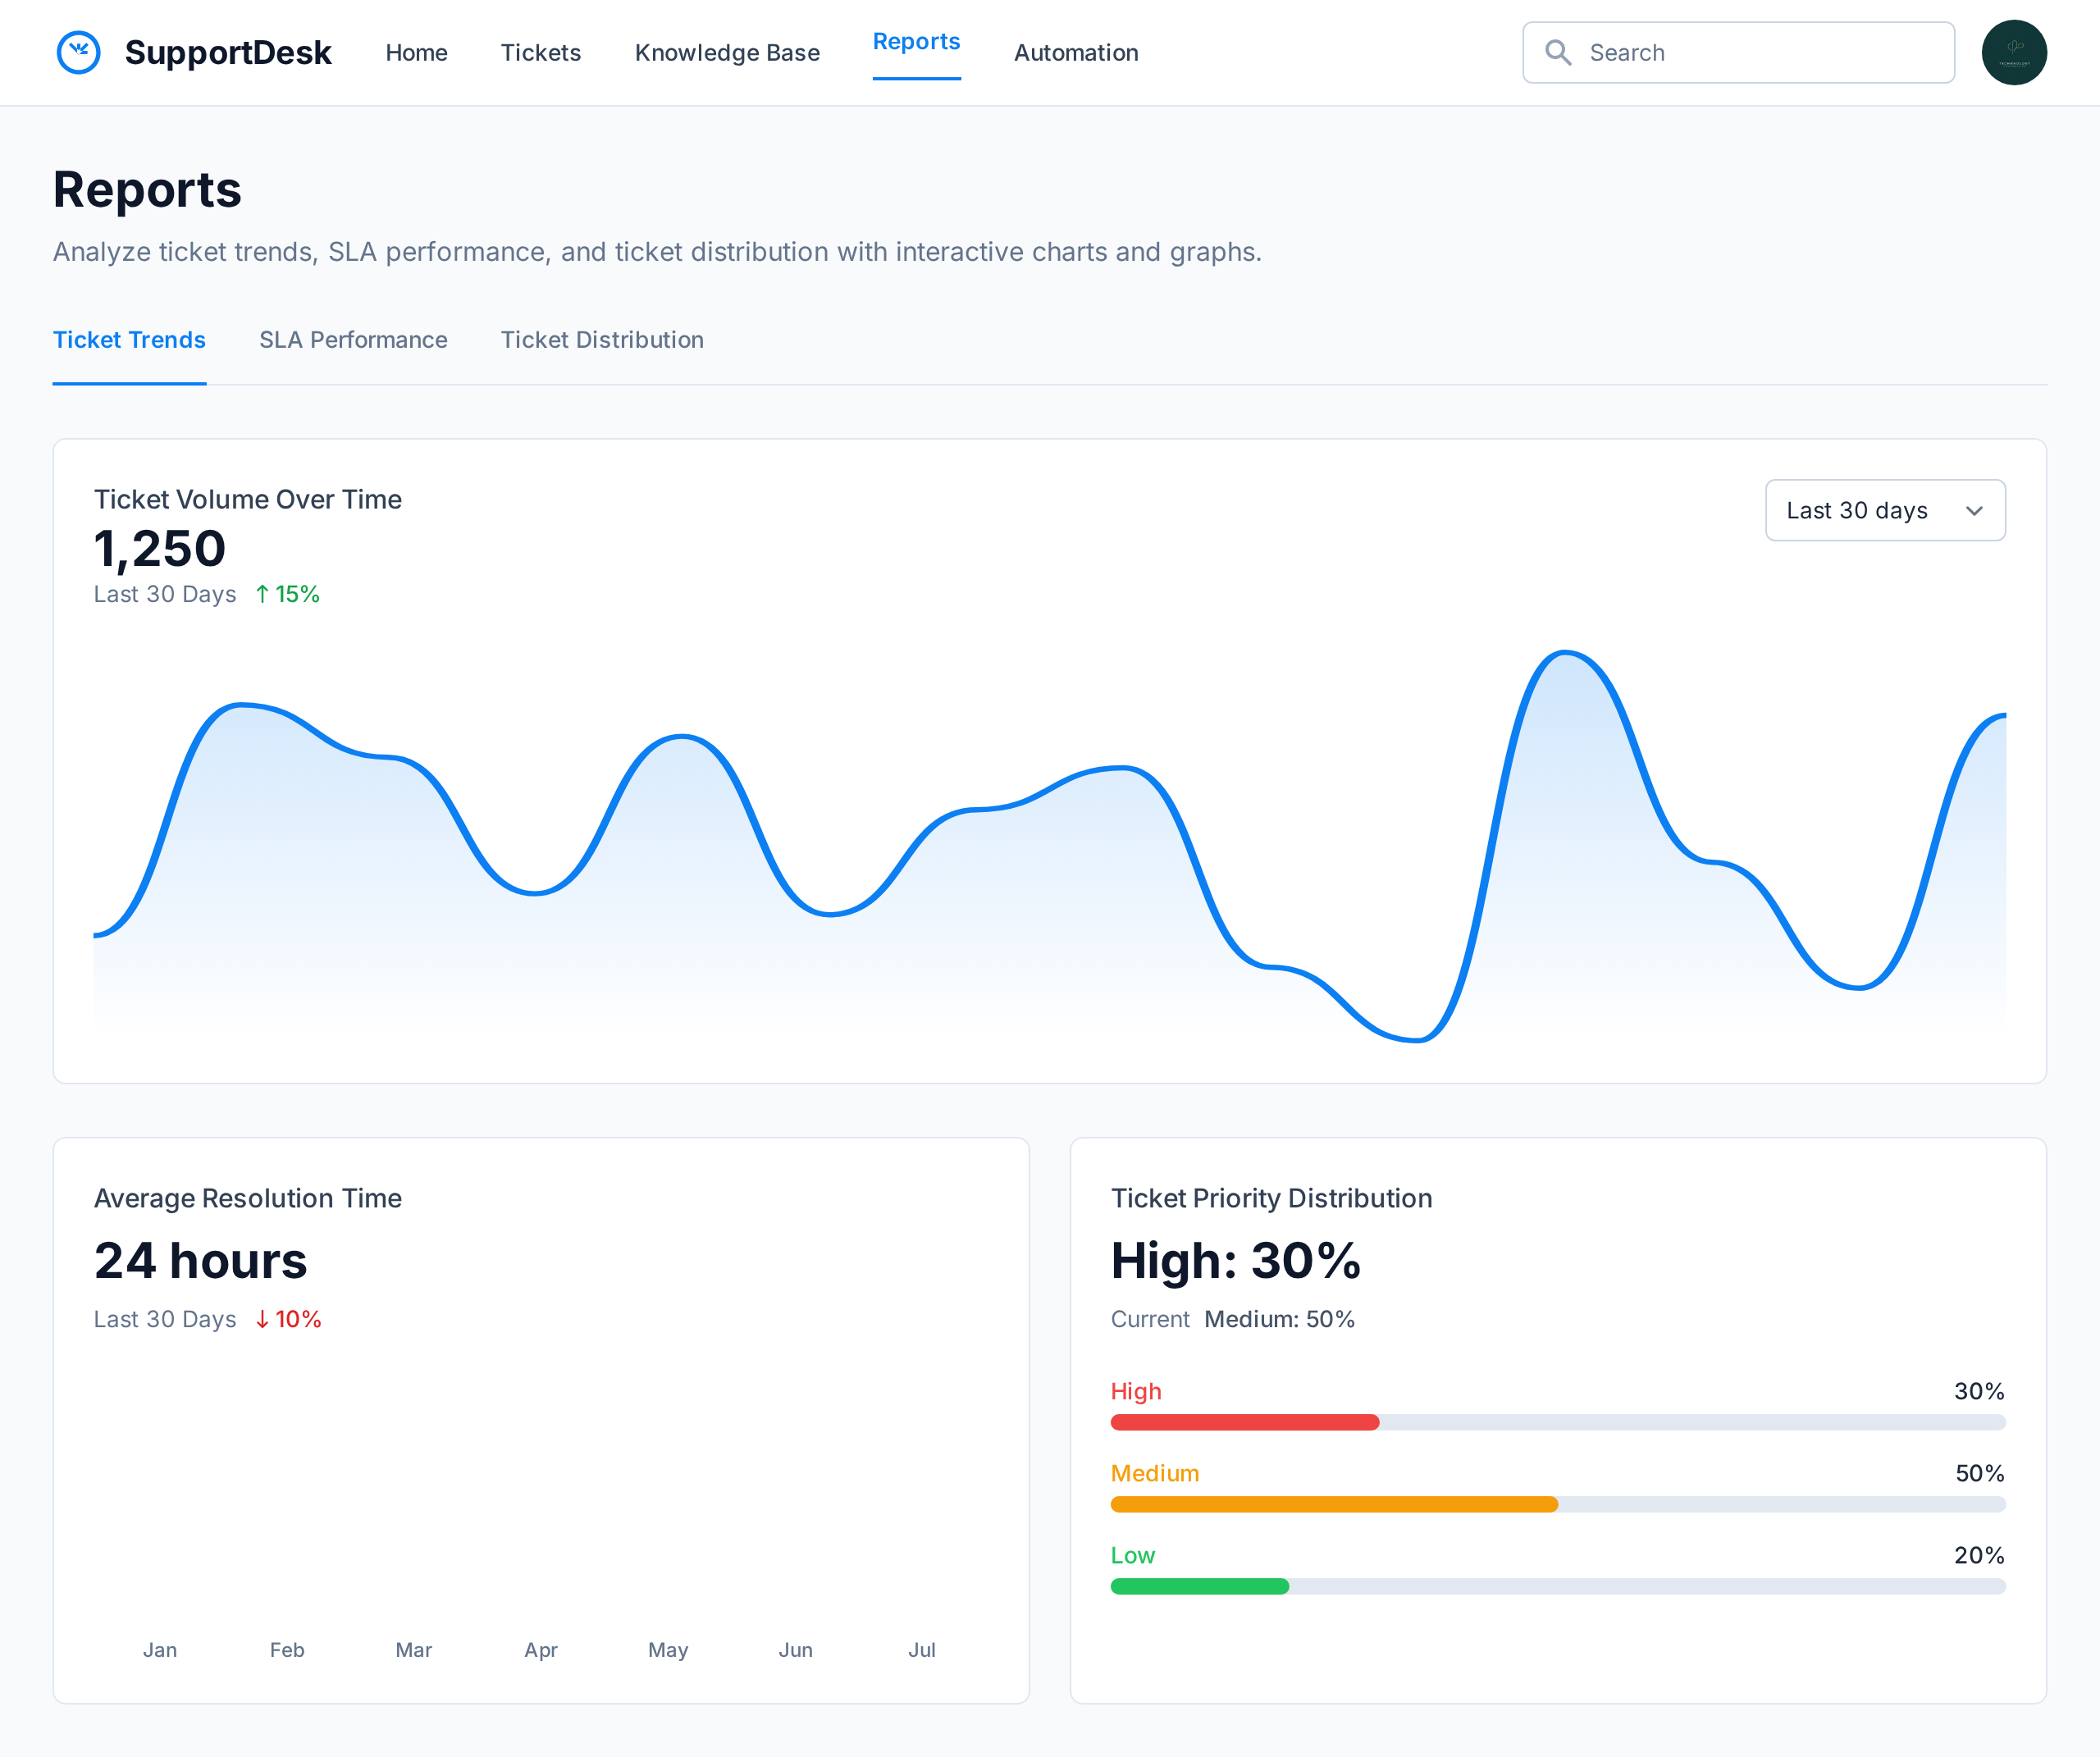 SupportDesk Home Tickets Knowledge Base Reports Automation Search
Reports
Analyze ticket trends, SLA performance, and ticket distribution with interactive charts and graphs.
Ticket Trends SLA Performance Ticket Distribution
Ticket Volume Over Time
Last 30 days
1,250
Last 30 Days ↑ 15%
Average Resolution Time
24 hours
Last 30 Days ↓ 10%
Jan Feb Mar Apr May Jun Jul
Ticket Priority Distribution
High: 30%
Current Medium: 50%
High 30%
Medium 50%
Low 20%